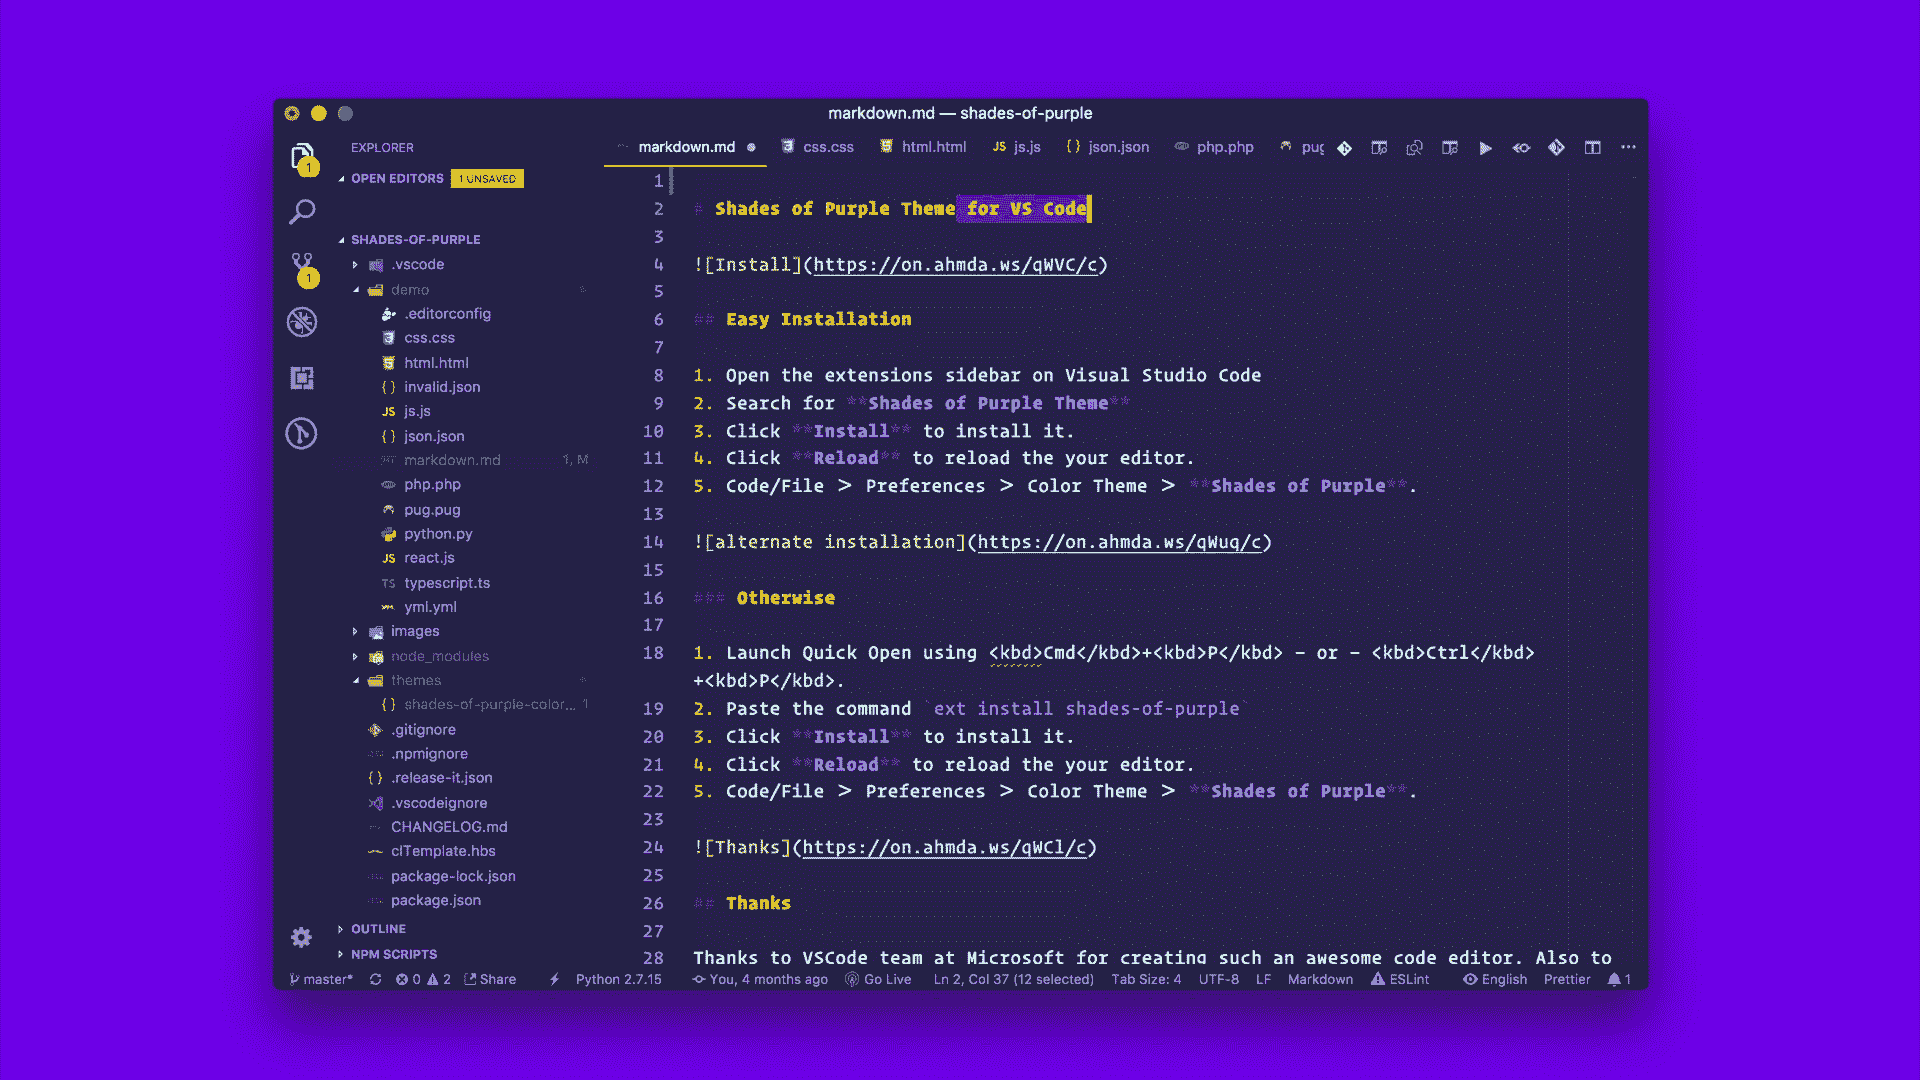 markdown.md — shades-of-purple
EXPLORER
OPEN EDITORS 1 UNSAVED
SHADES-OF-PURPLE
.vscode
demo
.editorconfig
css.css
html.html
{ } invalid.json
JS js.js
{ } json.json
markdown.md 1, M
php.php
pug.pug
python.py
JS react.js
TS typescript.ts
yml.yml
images
node_modules
themes
{ } shades-of-purple-color... 1
.gitignore
.npmignore
{ } .release-it.json
.vscodeignore
CHANGELOG.md
clTemplate.hbs
package-lock.json
package.json
OUTLINE
NPM SCRIPTS
1
1
markdown.md css.css html.html JS js.js { } json.json php.php pug
1
2 # Shades of Purple Theme for VS Code
3
4 ![Install](https://on.ahmda.ws/qWVC/c)
5
6 ## Easy Installation
7
8 1. Open the extensions sidebar on Visual Studio Code
9 2. Search for **Shades of Purple Theme**
10 3. Click **Install** to install it.
11 4. Click **Reload** to reload the your editor.
12 5. Code/File > Preferences > Color Theme > **Shades of Purple**.
13
14 ![alternate installation](https://on.ahmda.ws/qWuq/c)
15
16 ### Otherwise
17
18 1. Launch Quick Open using <kbd>Cmd</kbd>+<kbd>P</kbd> - or - <kbd>Ctrl</kbd>
+<kbd>P</kbd>.
19 2. Paste the command `ext install shades-of-purple`
20 3. Click **Install** to install it.
21 4. Click **Reload** to reload the your editor.
22 5. Code/File > Preferences > Color Theme > **Shades of Purple**.
23
24 ![Thanks](https://on.ahmda.ws/qWCl/c)
25
26 ## Thanks
27
28 Thanks to VSCode team at Microsoft for creating such an awesome code editor. Also to
master* 0 2 Share Python 2.7.15 You, 4 months ago Go Live Ln 2, Col 37 (12 selected) Tab Size: 4 UTF-8 LF Markdown ESLint English Prettier 1